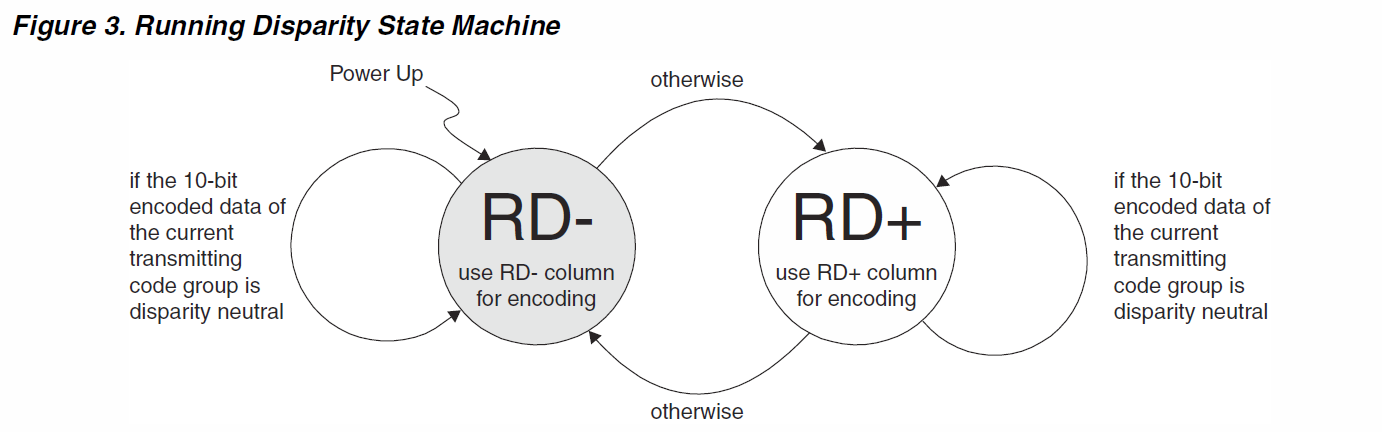 Figure 3. Running Disparity State Machine
Power Up
otherwise
if the 10-bit
encoded data of
the current
transmitting
code group is
disparity neutral
RD-
use RD- column
for encoding
RD+
use RD+ column
for encoding
if the 10-bit
encoded data of
the current
transmitting
code group is
disparity neutral
otherwise